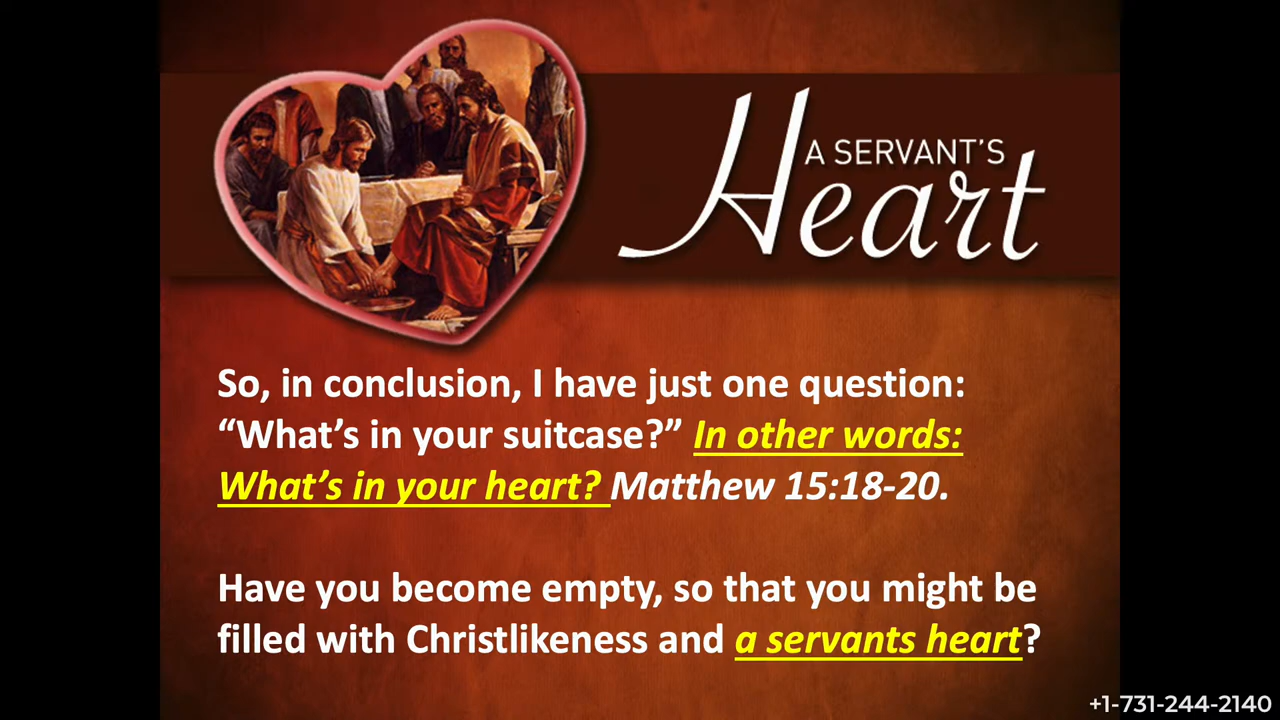 A SERVANT'S
Heart
So, in conclusion, I have just one question:
“What’s in your suitcase?” In other words:
What’s in your heart? Matthew 15:18-20.
Have you become empty, so that you might be
filled with Christlikeness and a servants heart?
+1-731-244-2140